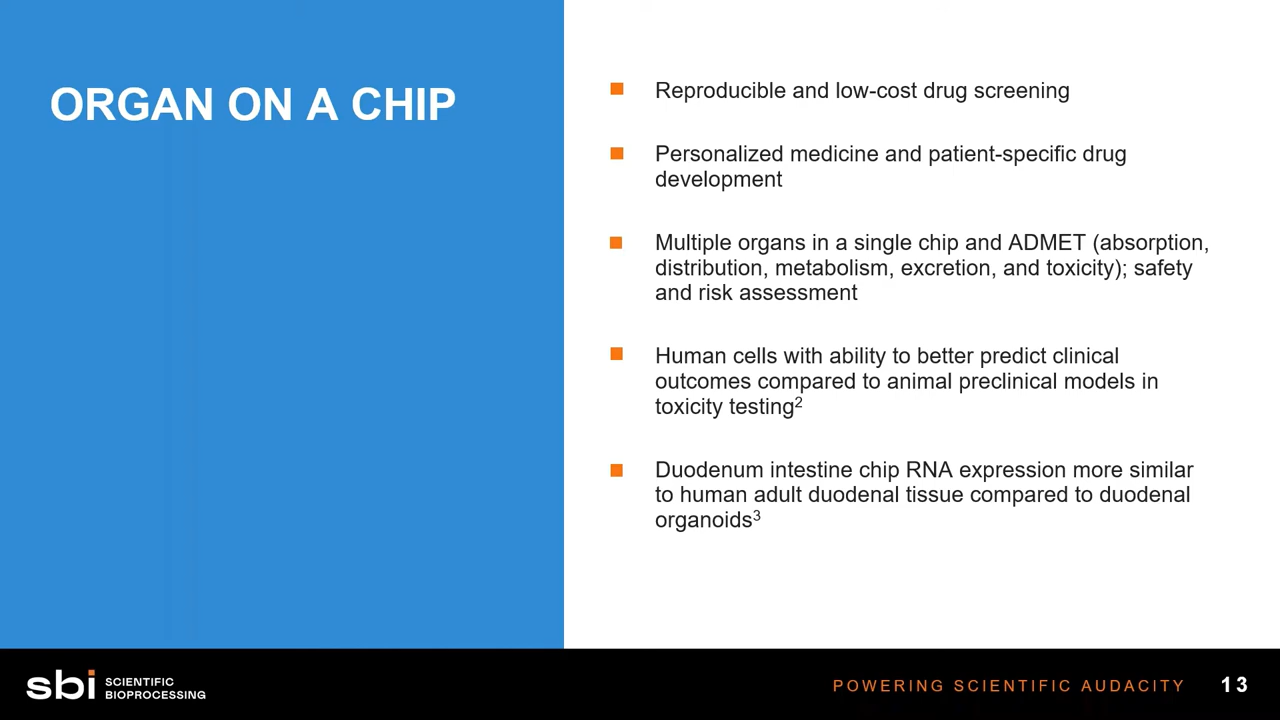 ORGAN ON A CHIP
Reproducible and low-cost drug screening
Personalized medicine and patient-specific drug
development
Multiple organs in a single chip and ADMET (absorption,
distribution, metabolism, excretion, and toxicity); safety
and risk assessment
Human cells with ability to better predict clinical
outcomes compared to animal preclinical models in
toxicity testing²
Duodenum intestine chip RNA expression more similar
to human adult duodenal tissue compared to duodenal
organoids³
sbi SCIENTIFIC
BIOPROCESSING
POWERING SCIENTIFIC AUDACITY 13